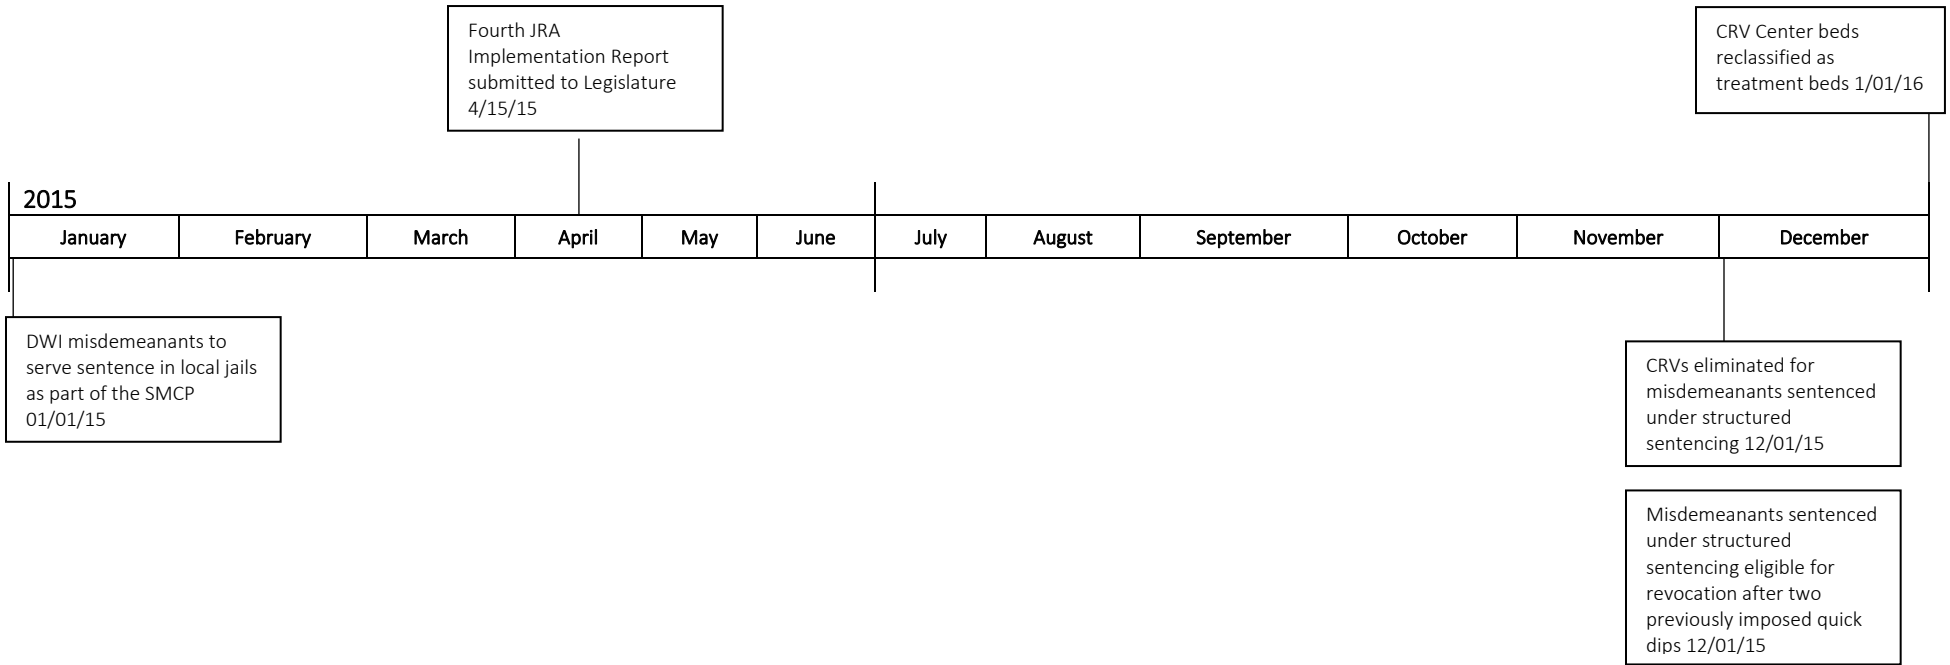 Fourth JRA
Implementation Report
submitted to Legislature
4/15/15
CRV Center beds
reclassified as
treatment beds 1/01/16
2015
January
February
March
April
May
June
July
August
September
October
November
December
DWI misdemeanants to
serve sentence in local jails
as part of the SMCP
01/01/15
CRVs eliminated for
misdemeanants sentenced
under structured
sentencing 12/01/15
Misdemeanants sentenced
under structured
sentencing eligible for
revocation after two
previously imposed quick
dips 12/01/15